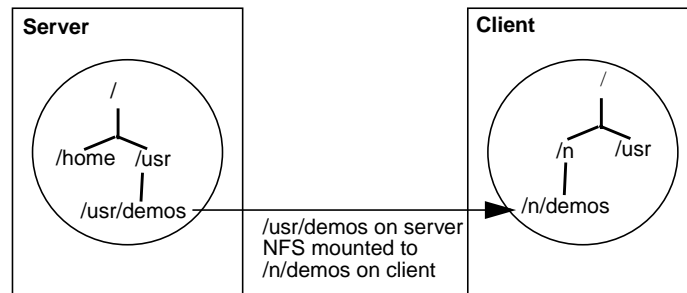 Server
/
/home /usr
/usr/demos
/usr/demos on server
NFS mounted to
/n/demos on client
Client
/
/n /usr
/n/demos